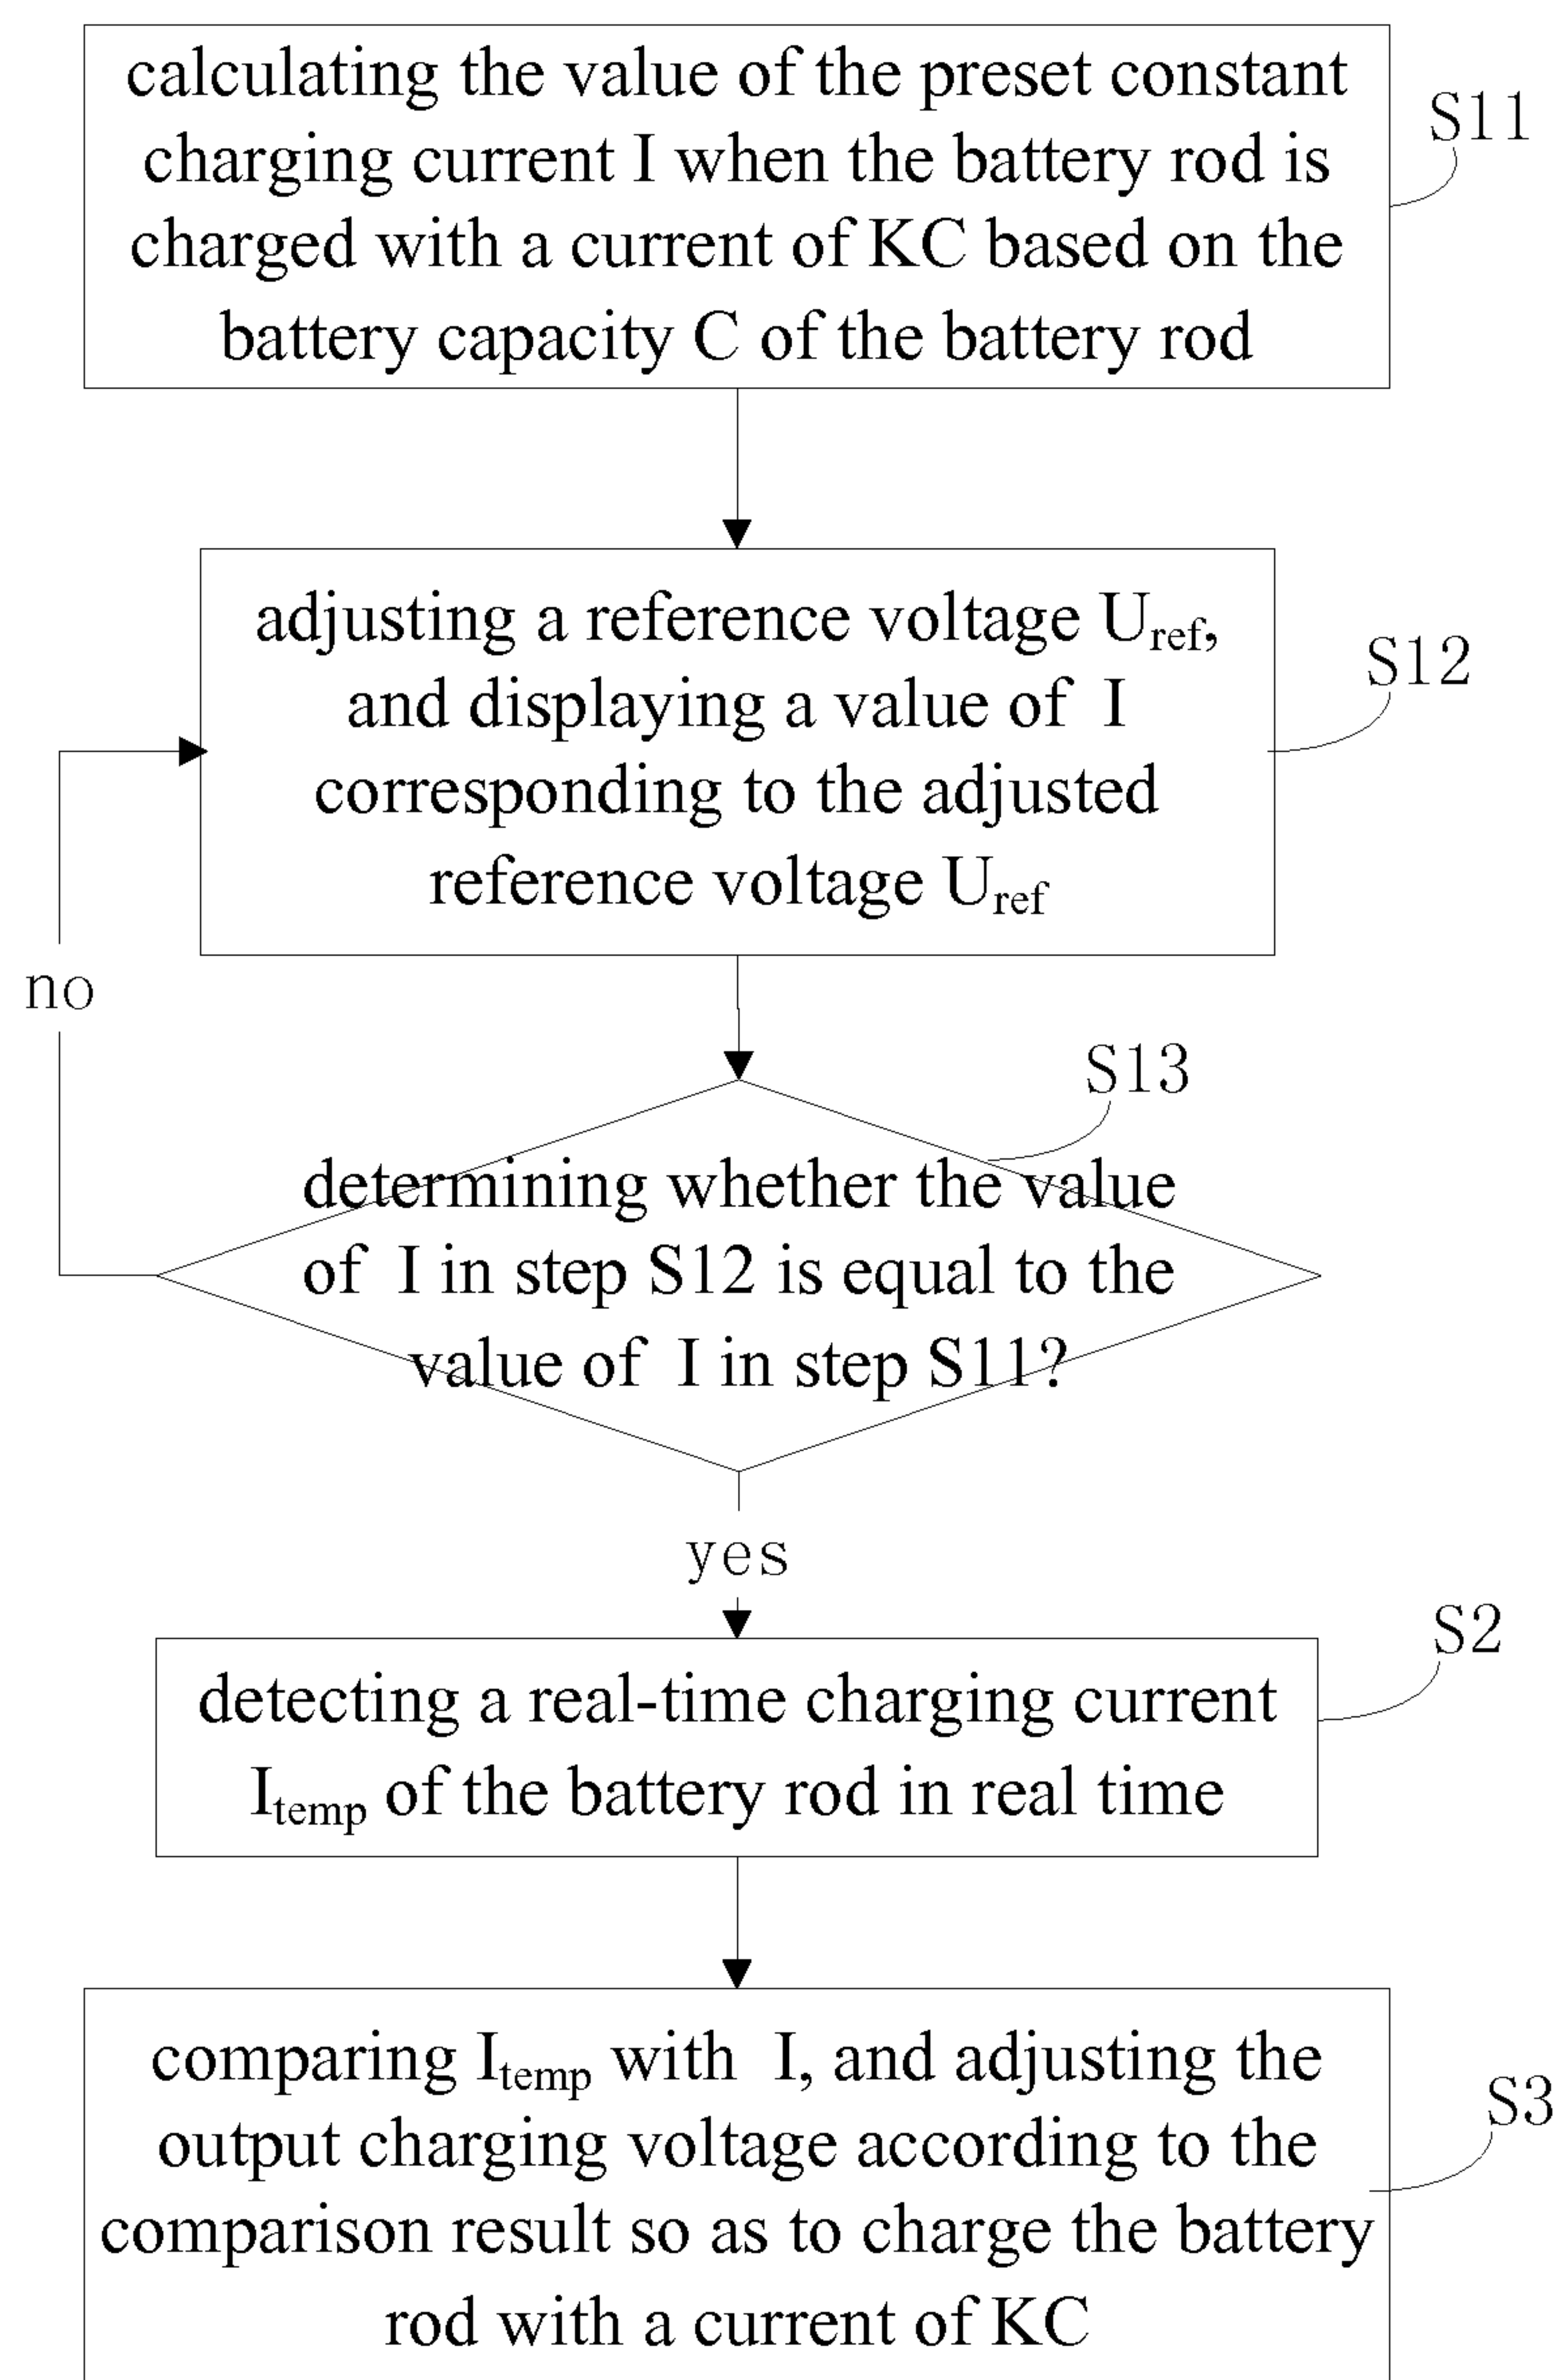 calculating the value of the preset constant
charging current I when the battery rod is
charged with a current of KC based on the
battery capacity C of the battery rod
S11
adjusting a reference voltage Uref,
and displaying a value of I
corresponding to the adjusted
reference voltage Uref
S12
no
S13
determining whether the value
of I in step S12 is equal to the
value of I in step S11?
yes
S2
detecting a real-time charging current
Itemp of the battery rod in real time
comparing Itemp with I, and adjusting the
output charging voltage according to the
comparison result so as to charge the battery
rod with a current of KC
S3